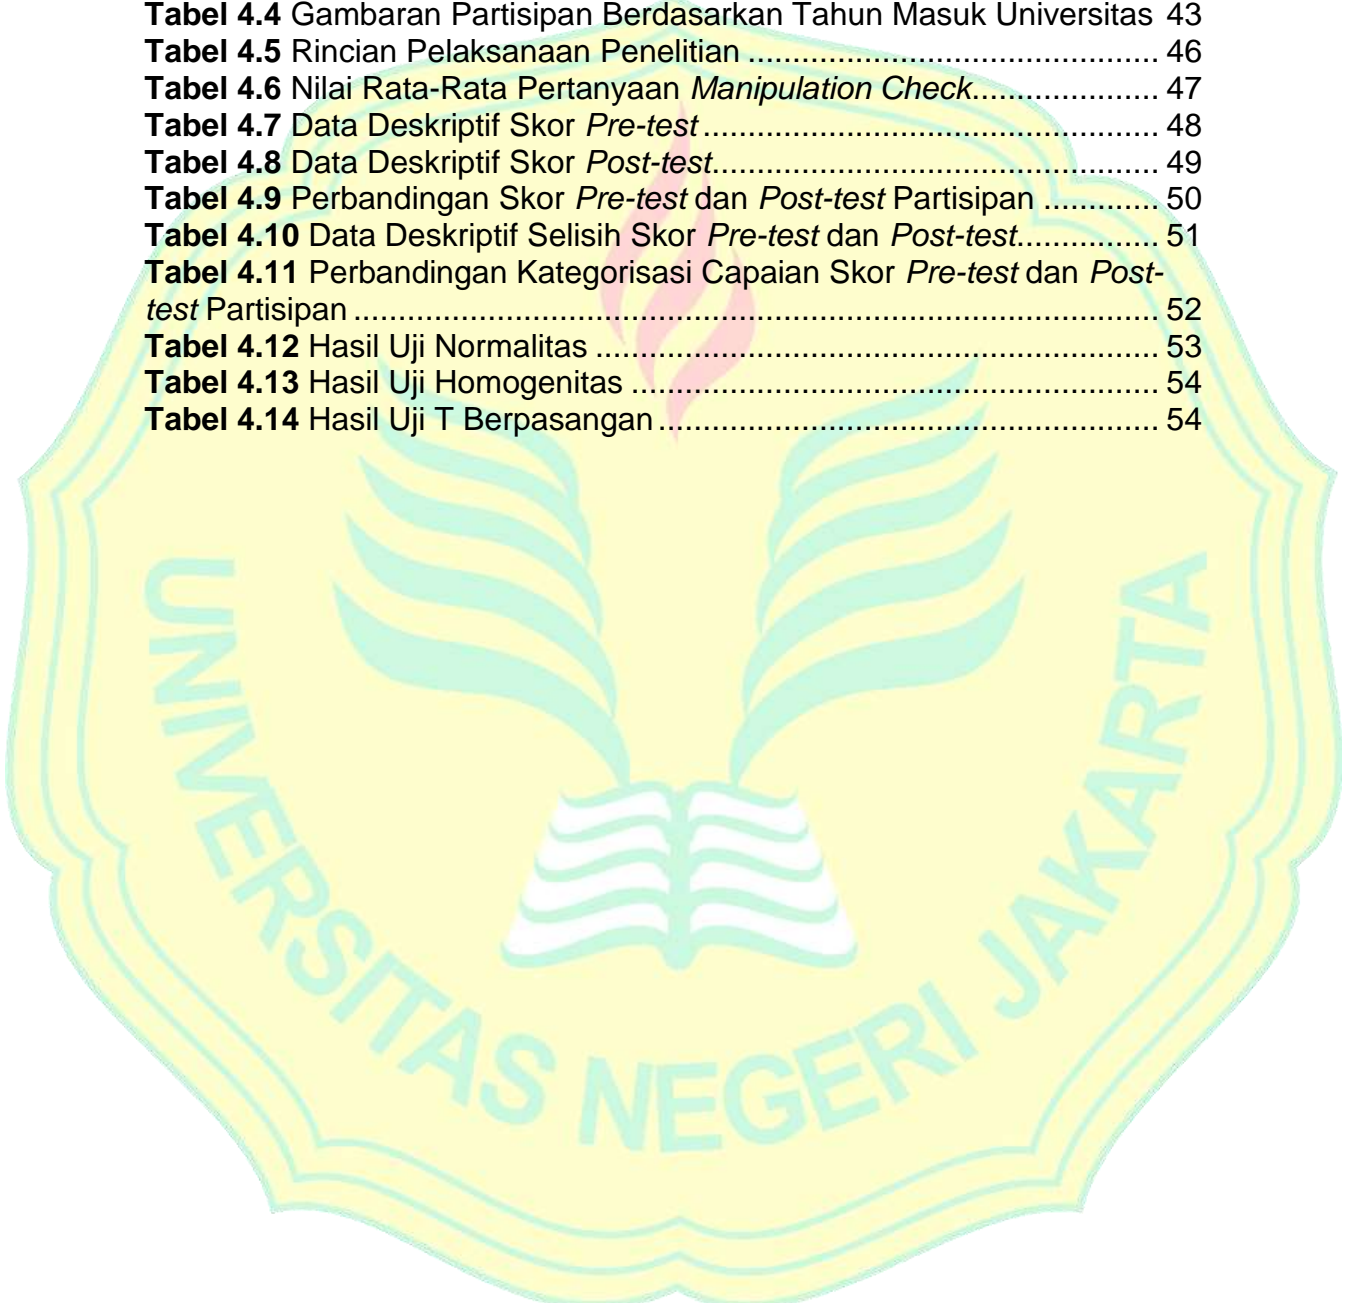 Tabel 4.4 Gambaran Partisipan Berdasarkan Tahun Masuk Universitas 43
Tabel 4.5 Rincian Pelaksanaan Penelitian .............................................. 46
Tabel 4.6 Nilai Rata-Rata Pertanyaan Manipulation Check..................... 47
Tabel 4.7 Data Deskriptif Skor Pre-test ................................................... 48
Tabel 4.8 Data Deskriptif Skor Post-test.................................................. 49
Tabel 4.9 Perbandingan Skor Pre-test dan Post-test Partisipan ............. 50
Tabel 4.10 Data Deskriptif Selisih Skor Pre-test dan Post-test................ 51
Tabel 4.11 Perbandingan Kategorisasi Capaian Skor Pre-test dan Post-
test Partisipan .......................................................................................... 52
Tabel 4.12 Hasil Uji Normalitas ............................................................... 53
Tabel 4.13 Hasil Uji Homogenitas ........................................................... 54
Tabel 4.14 Hasil Uji T Berpasangan ........................................................ 54
UNIVERSITAS NEGERI JAKARTA